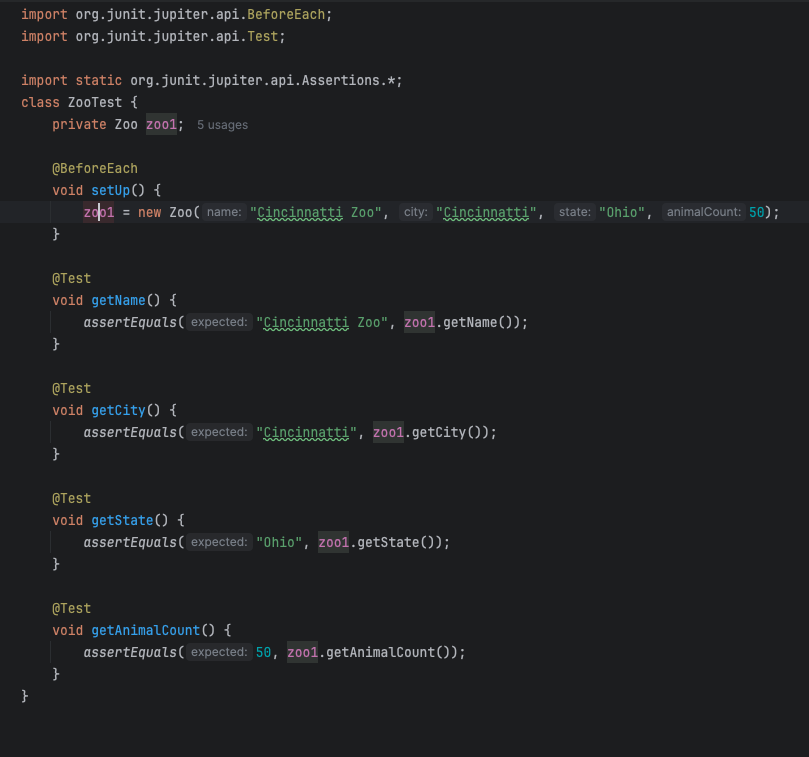 import org.junit.jupiter.api.BeforeEach;
import org.junit.jupiter.api.Test;
import static org.junit.jupiter.api.Assertions.*;
class ZooTest {
private Zoo zoo1; 5 usages
@BeforeEach
void setUp() {
zoo1 = new Zoo( name: "Cincinnatti Zoo", city: "Cincinnatti", state: "Ohio", animalCount: 50);
}
@Test
void getName() {
assertEquals( expected: "Cincinnatti Zoo", zoo1.getName());
}
@Test
void getCity() {
assertEquals( expected: "Cincinnatti", zoo1.getCity());
}
@Test
void getState() {
assertEquals( expected: "Ohio", zoo1.getState());
}
@Test
void getAnimalCount() {
assertEquals( expected: 50, zoo1.getAnimalCount());
}
}